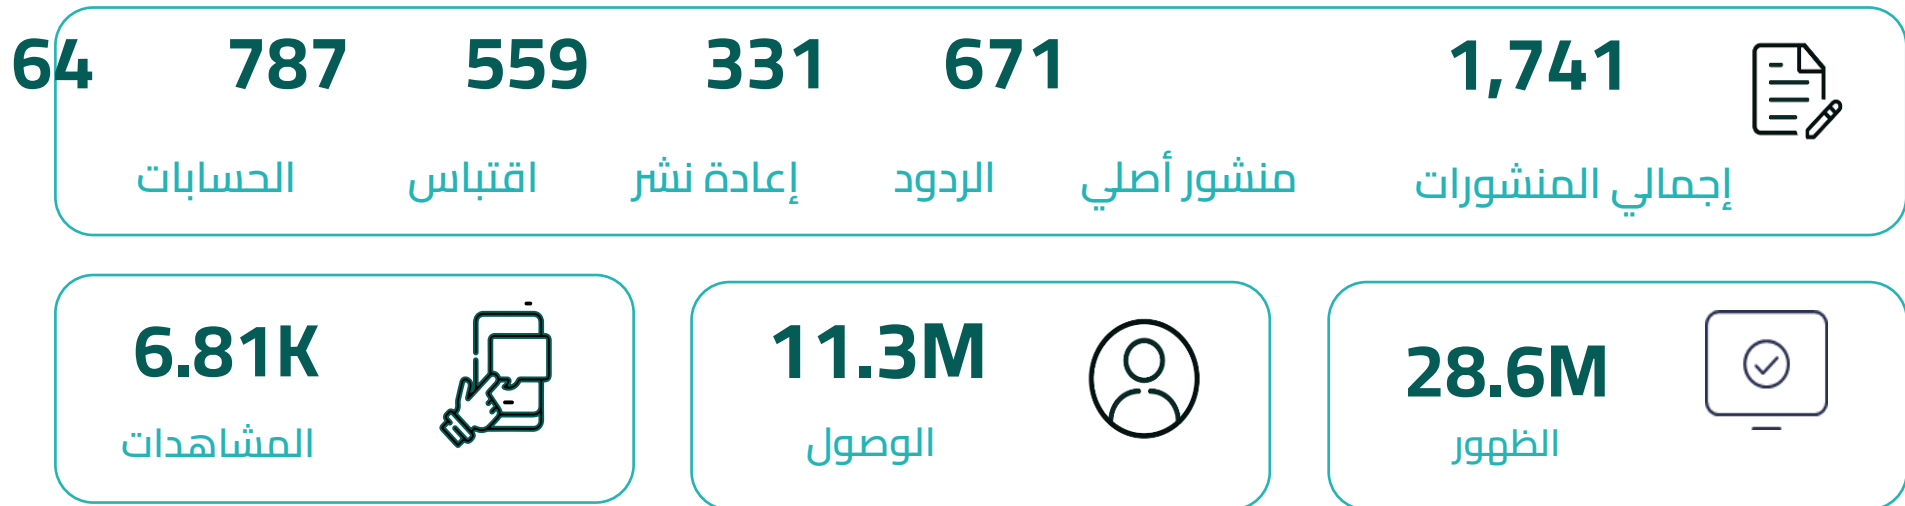 1,741 671 331 559 787 64
إجمالي المنشورات منشور أصلي الردود إعادة نشر اقتباس الحسابات
28.6M
الظهور
11.3M
الوصول
6.81K
المشاهدات